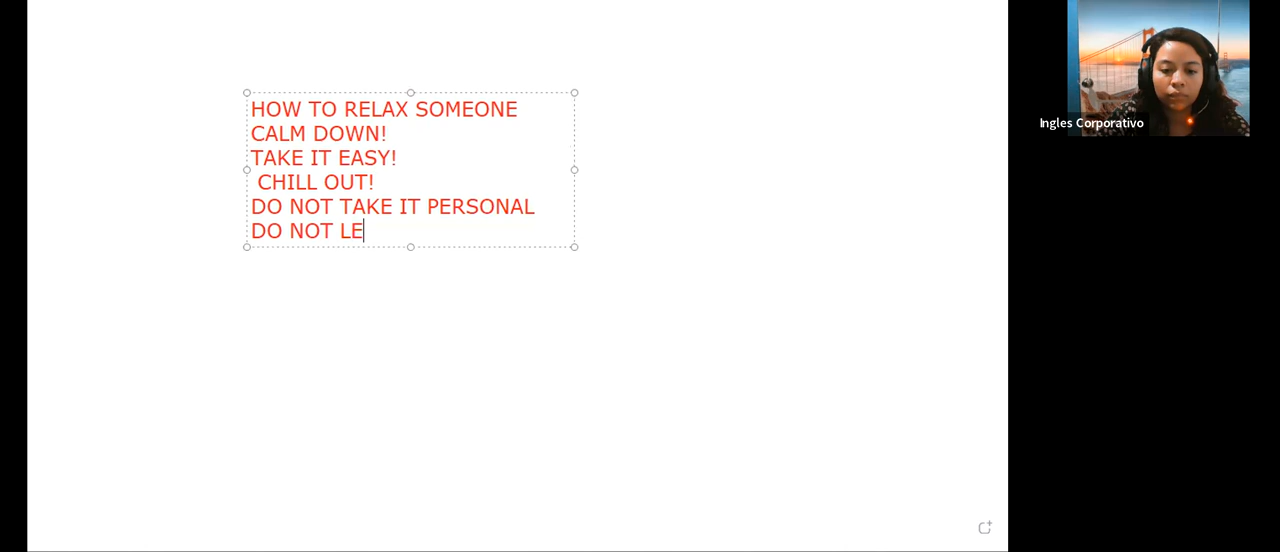 HOW TO RELAX SOMEONE
CALM DOWN!
TAKE IT EASY!
CHILL OUT!
DO NOT TAKE IT PERSONAL
DO NOT LE
Ingles Corporativo